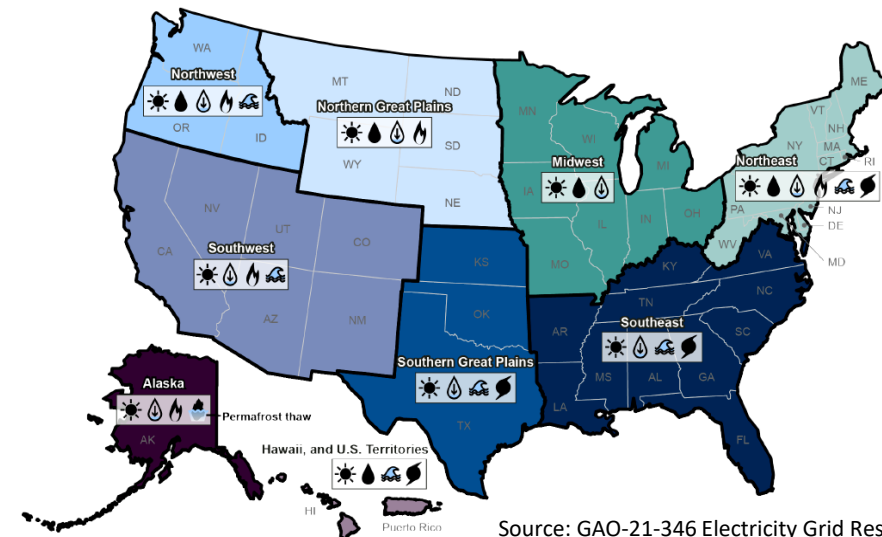 WA
Northwest
OR
ID
MT
ND
Northern Great Plains
SD
WY
NE
MN
WI
MI
Midwest
IA
IL
IN
OH
MO
ME
VT
NH
NY
MA
CT
RI
Northeast
PA
NJ
DE
WV
MD
NV
UT
CO
CA
Southwest
AZ
NM
KS
OK
Southern Great Plains
TX
KY
VA
TN
NC
AR
Southeast
SC
MS
AL
GA
LA
FL
Alaska
Permafrost thaw
AK
Hawaii, and U.S. Territories
HI
Puerto Rico
Source: GAO-21-346 Electricity Grid Res